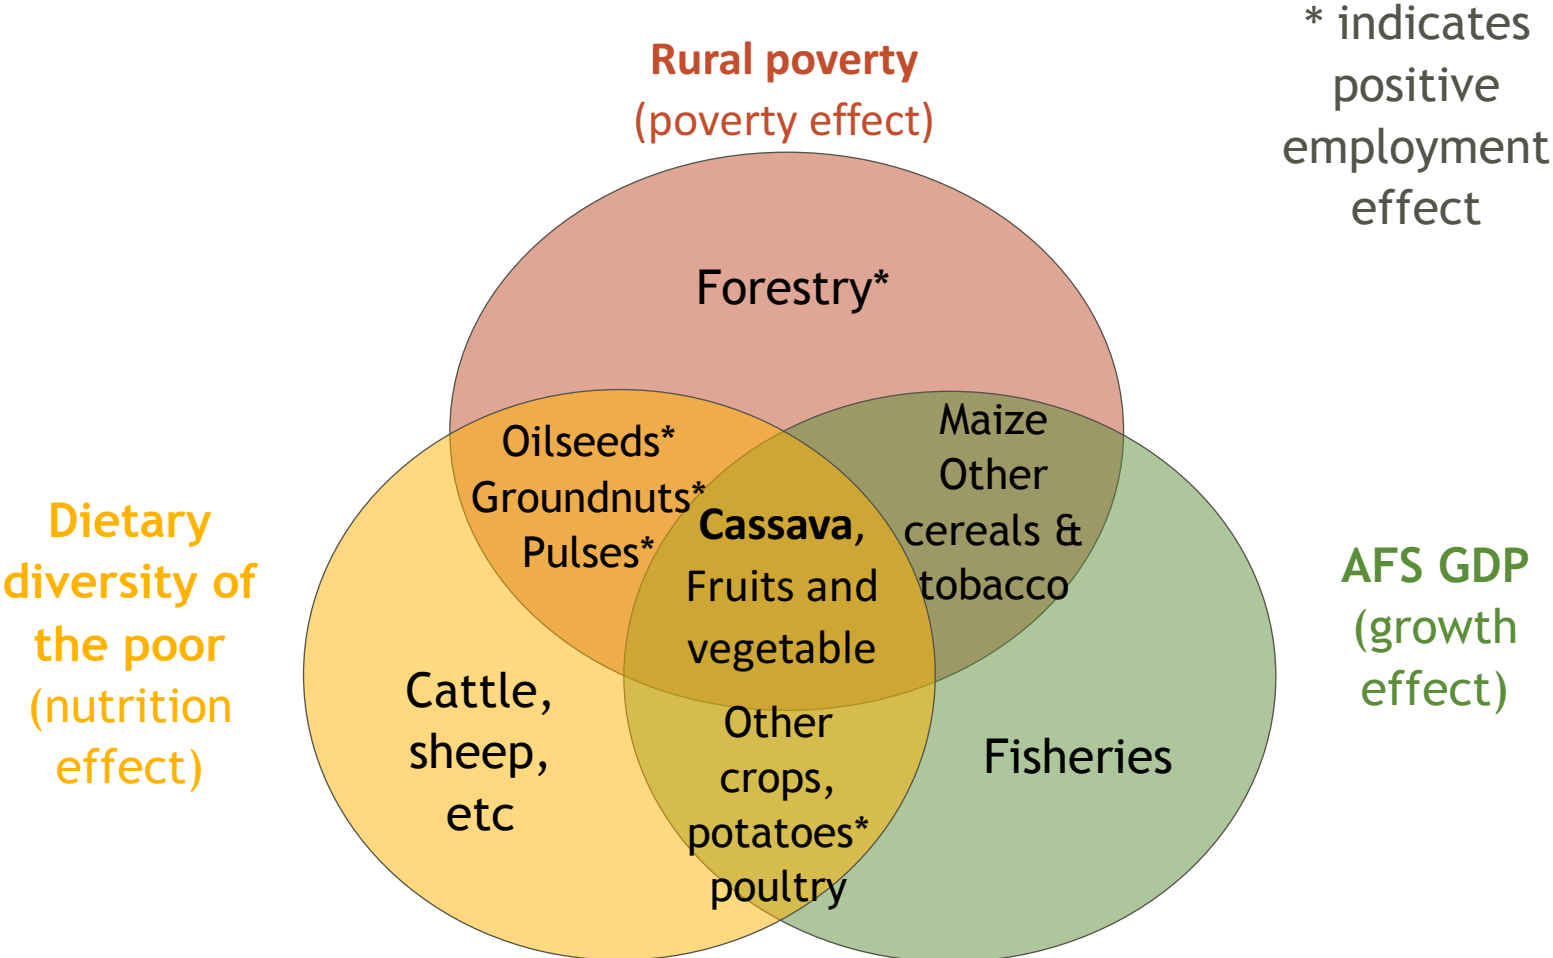 * indicates
positive
employment
effect
Rural poverty
(poverty effect)
Forestry*
Oilseeds*
Groundnuts*
Pulses*
Maize
Other
cereals &
tobacco
Cassava,
Fruits and
vegetable
Dietary
diversity of
the poor
(nutrition
effect)
AFS GDP
(growth
effect)
Cattle,
sheep,
etc
Other
crops,
potatoes*
poultry
Fisheries